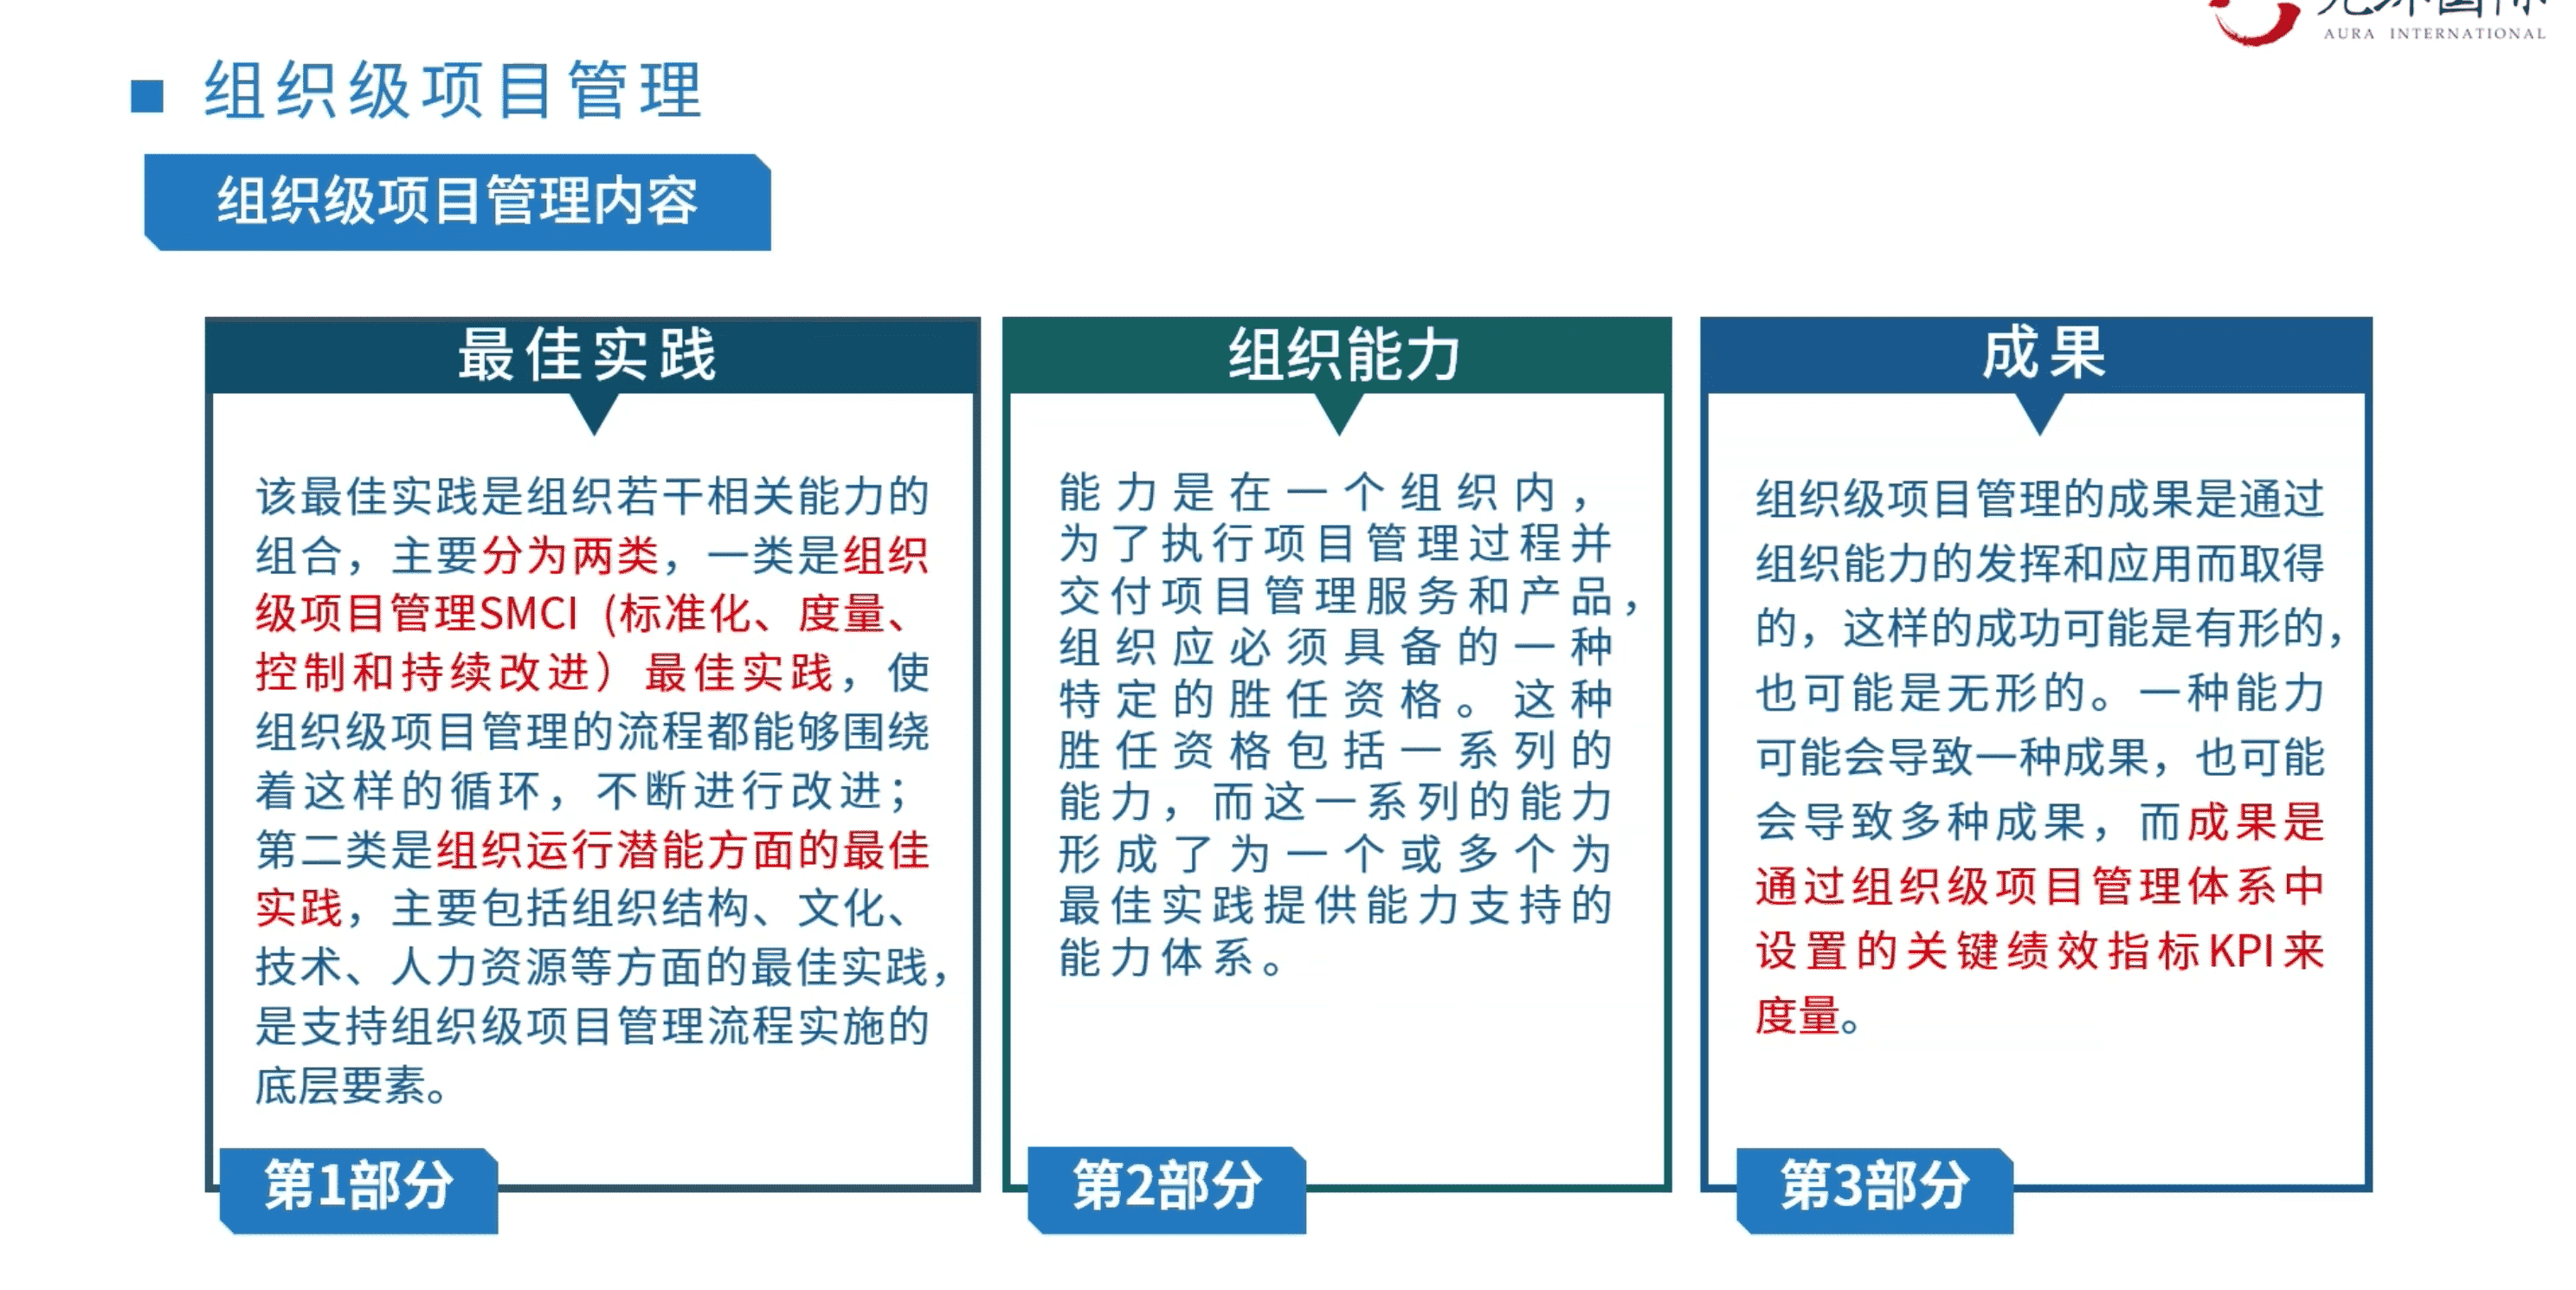 AURA INTERNATIONAL
组织级项目管理
组织级项目管理内容
最佳实践
该最佳实践是组织若干相关能力的
组合，主要分为两类，一类是组织
级项目管理SMCI（标准化、度量、
控制和持续改进）最佳实践，使
组织级项目管理的流程都能够围绕
着这样的循环，不断进行改进；
第二类是组织运行潜能方面的最佳
实践，主要包括组织结构、文化、
技术、人力资源等方面的最佳实践，
是支持组织级项目管理流程实施的
底层要素。
第1部分
组织能力
能力是在一个组织内，
为了执行项目管理过程并
交付项目管理服务和产品，
组织应必须具备的一种
特定的胜任资格。这种
胜任资格包括一系列的
能力，而这一系列的能力
形成了为一个或多个为
最佳实践提供能力支持的
能力体系。
第2部分
成果
组织级项目管理的成果是通过
组织能力的发挥和应用而取得
的，这样的成功可能是有形的，
也可能是无形的。一种能力
可能会导致一种成果，也可能
会导致多种成果，而成果是
通过组织级项目管理体系中
设置的关键绩效指标KPI来
度量。
第3部分